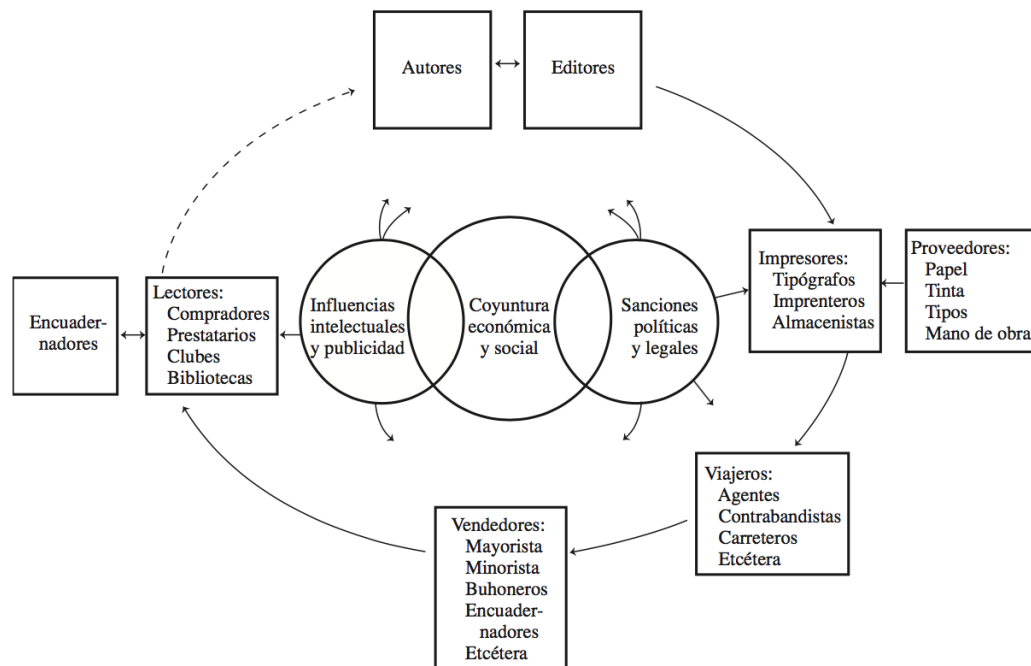 Autores
Editores
Impresores:
Tipógrafos
Imprenteros
Almacenistas
Proveedores:
Papel
Tinta
Tipos
Mano de obra
Encuader-
nadores
Lectores:
Compradores
Prestatarios
Clubes
Bibliotecas
Influencias
intelectuales
y publicidad
Coyuntura
económica
y social
Sanciones
políticas
y legales
Viajeros:
Agentes
Contrabandistas
Carreteros
Etcétera
Vendedores:
Mayorista
Minorista
Buhoneros
Encuader-
nadores
Etcétera